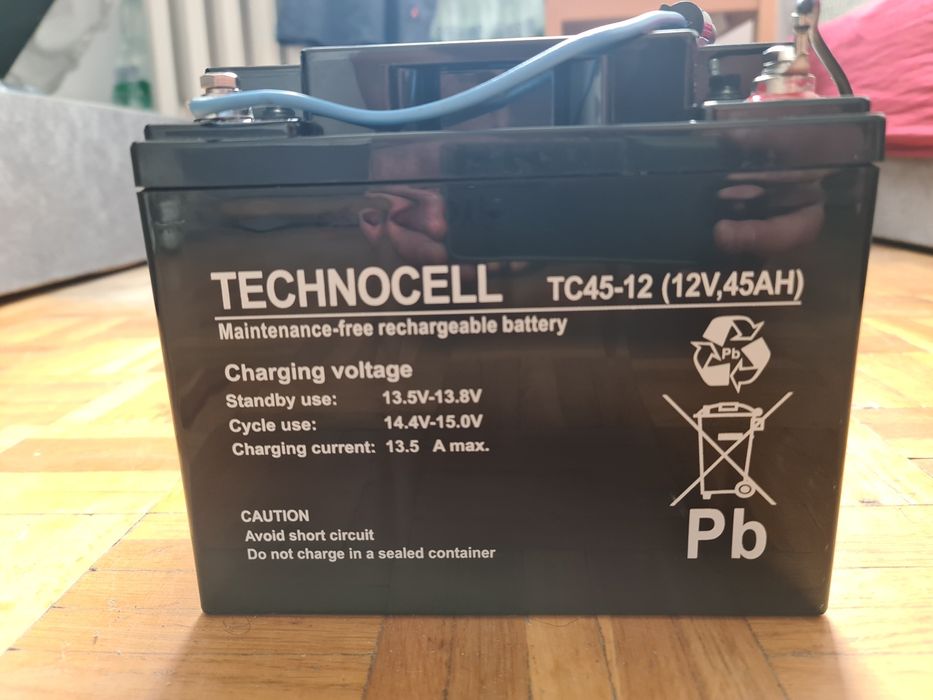 TECHNOCELL TC45-12 (12V,45AH)
Maintenance-free rechargeable battery
Pb
Charging voltage
Standby use: 13.5V-13.8V
Cycle use: 14.4V-15.0V
Charging current: 13.5 A max.
CAUTION
Avoid short circuit
Do not charge in a sealed container
Pb